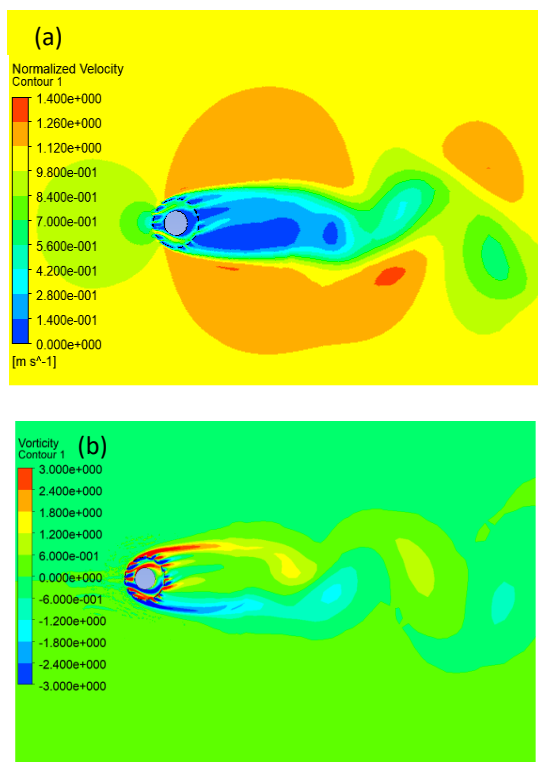 (a)
Normalized Velocity
Contour 1
1.400e+000
1.260e+000
1.120e+000
9.800e-001
8.400e-001
7.000e-001
5.600e-001
4.200e-001
2.800e-001
1.400e-001
0.000e+000
[m s^-1]
(b)
Vorticity
Contour 1
3.000e+000
2.400e+000
1.800e+000
1.200e+000
6.000e-001
0.000e+000
-6.000e-001
-1.200e+000
-1.800e+000
-2.400e+000
-3.000e+000